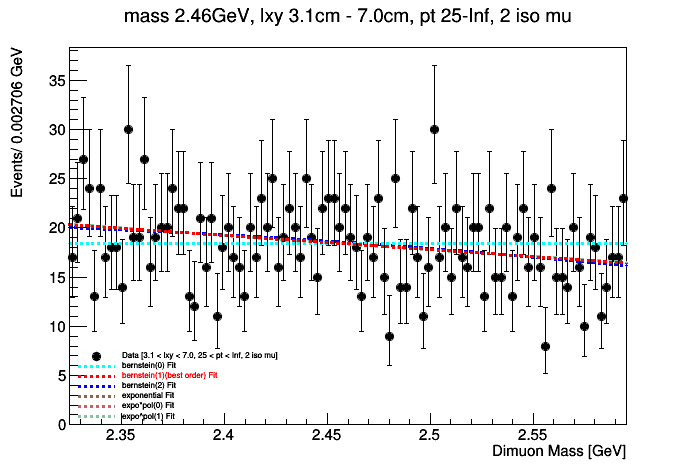 mass 2.46GeV, lxy 3.1cm - 7.0cm, pt 25-Inf, 2 iso mu
Events/ 0.002706 GeV
35
30
25
20
15
10
5
0
Data [3.1 < lxy < 7.0, 25 < pt < Inf, 2 iso mu]
bernstein(0) Fit
bernstein(1)(best order) Fit
bernstein(2) Fit
exponential Fit
expo*pol(0) Fit
expo*pol(1) Fit
2.35
2.4
2.45
2.5
2.55
Dimuon Mass [GeV]